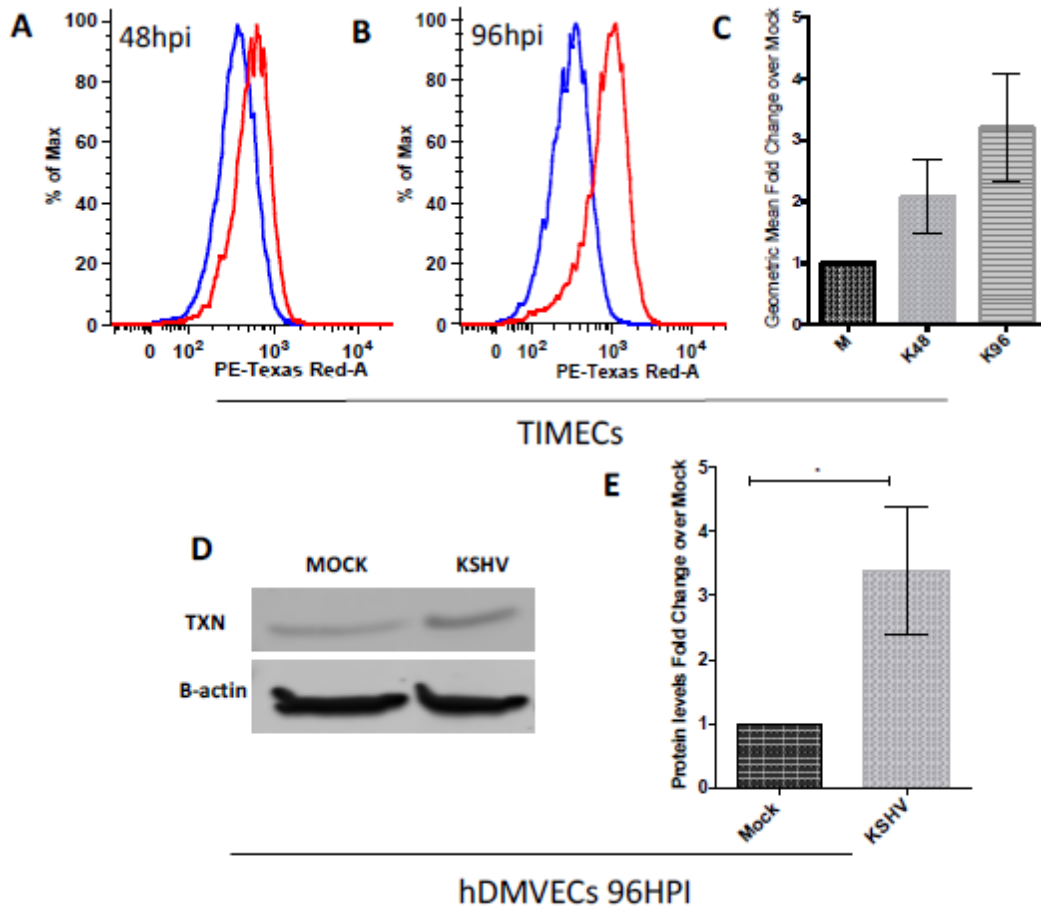 A
48hpi
% of Max
100
80
60
40
20
0
0 10² 10³ 10⁴
PE-Texas Red-A
B
96hpi
% of Max
100
80
60
40
20
0
0 10² 10³ 10⁴
PE-Texas Red-A
C
Geometric Mean Fold Change over Mock
5
4
3
2
1
0
M
K48
K96
TIMECs
D
MOCK KSHV
TXN
B-actin
E
Protein levels Fold Change over Mock
5
4
3
2
1
0
*
Mock
KSHV
hDMVECs 96HPI